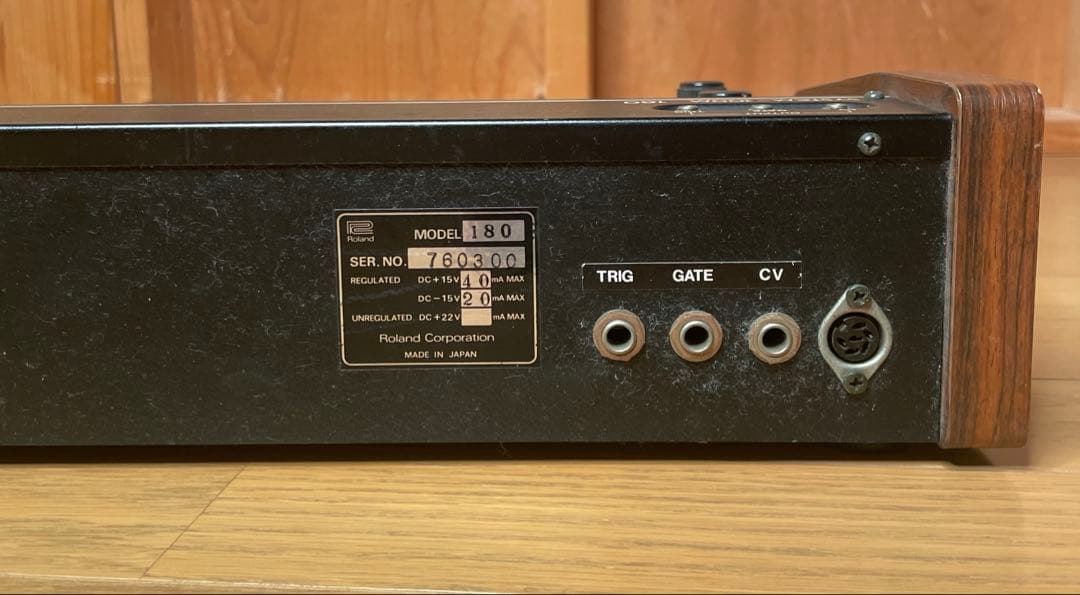 Roland
MODEL 180
SER. NO. 760300
REGULATED DC+15V 40 mA MAX
DC-15V 20 mA MAX
UNREGULATED DC+22V mA MAX
Roland Corporation
MADE IN JAPAN
TRIG GATE CV